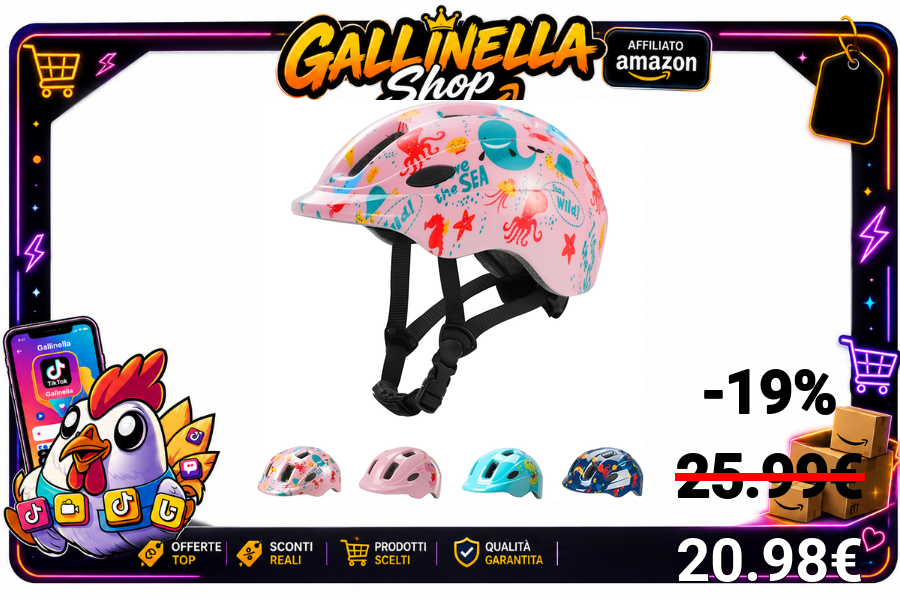 GALLINELLA
Shop
AFFILIATO
amazon
the SEA
Wild!
Gallinella
TikTok
Gallinella
-19%
25.99€
20.98€
OFFERTE
TOP
SCONTI
REALI
PRODOTTI
SCELTI
QUALITÀ
GARANTITA